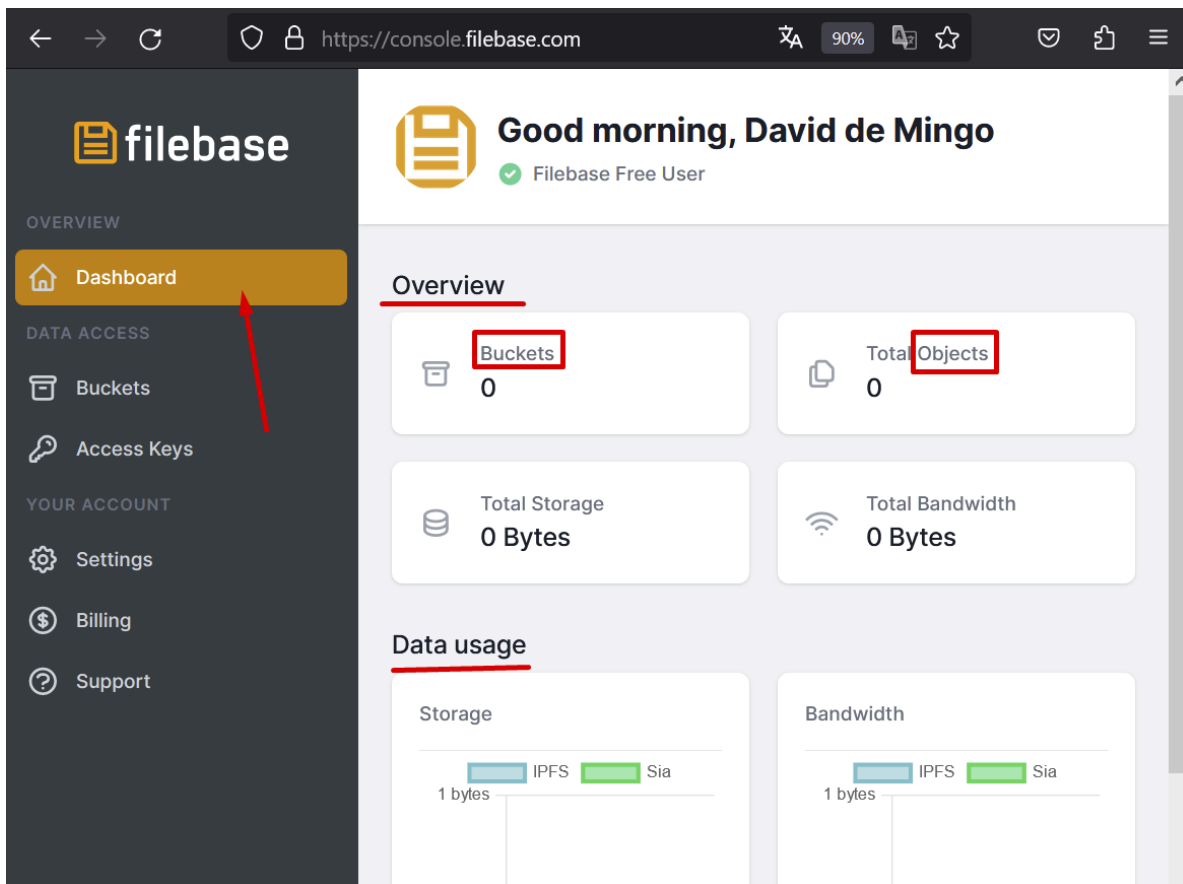 https://console.filebase.com
90%
filebase
OVERVIEW
Dashboard
DATA ACCESS
Buckets
Access Keys
YOUR ACCOUNT
Settings
Billing
Support
Good morning, David de Mingo
Filebase Free User
Overview
Buckets
0
Total Objects
0
Total Storage
0 Bytes
Total Bandwidth
0 Bytes
Data usage
Storage
IPFS Sia
1 bytes
Bandwidth
IPFS Sia
1 bytes